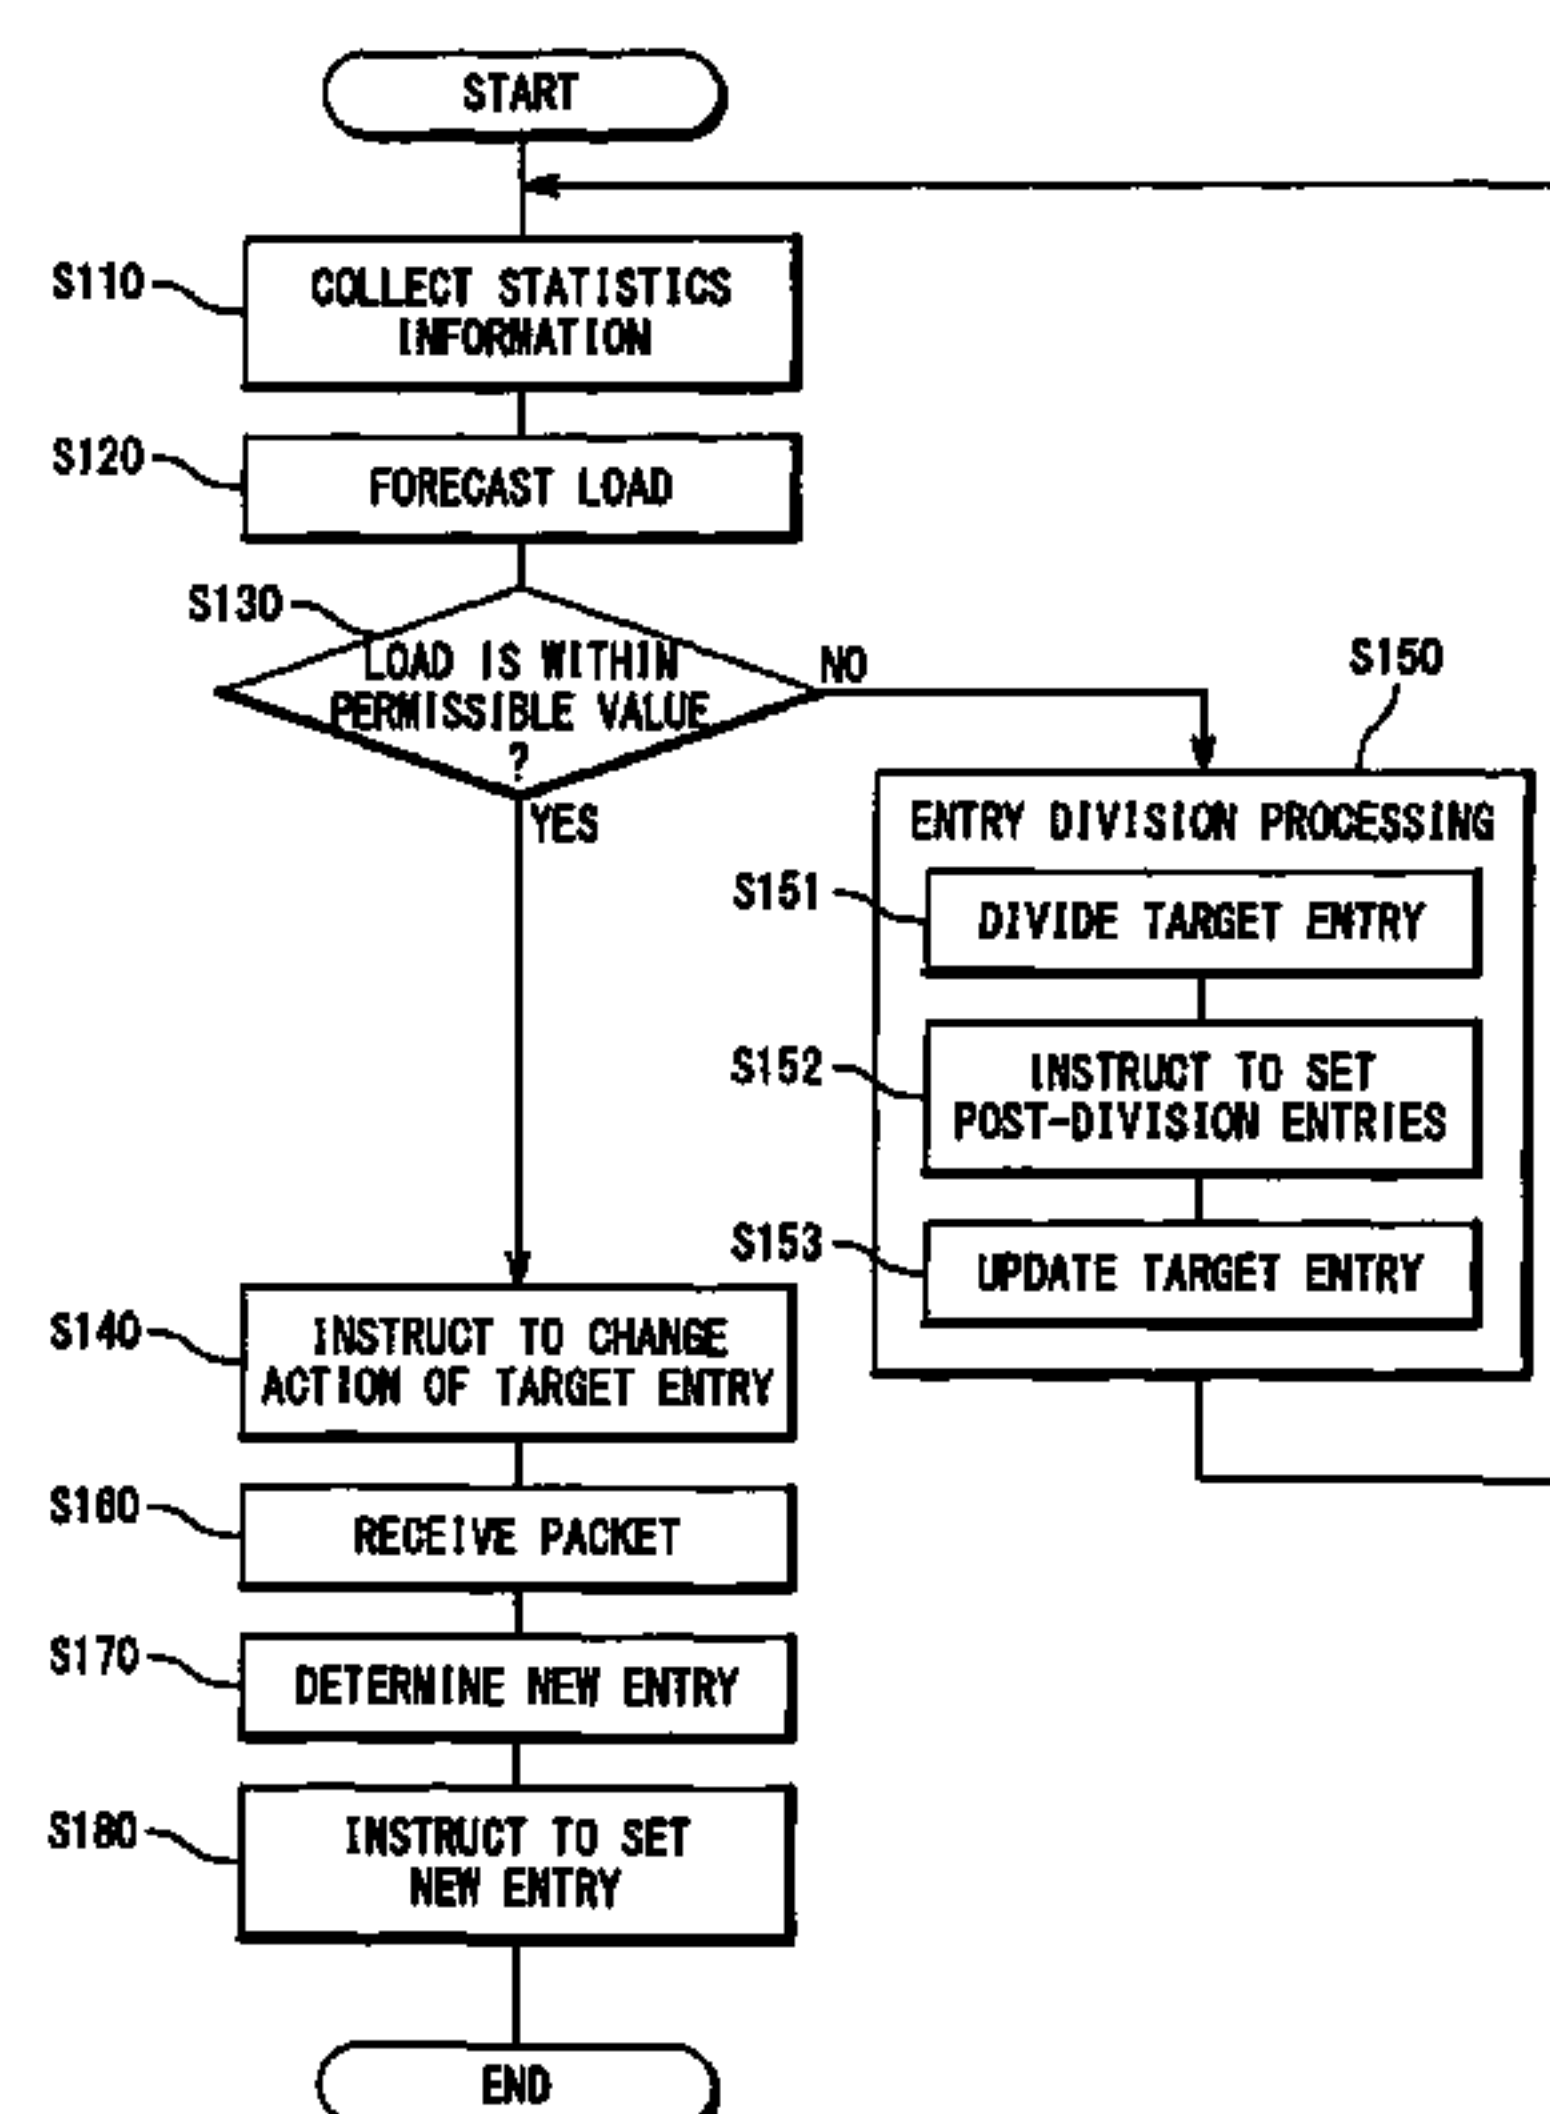 START
S110
COLLECT STATISTICS
INFORMATION
S120
FORECAST LOAD
S130
LOAD IS WITHIN
PERMISSIBLE VALUE
?
NO
YES
S150
ENTRY DIVISION PROCESSING
S151
DIVIDE TARGET ENTRY
S152
INSTRUCT TO SET
POST-DIVISION ENTRIES
S153
UPDATE TARGET ENTRY
S140
INSTRUCT TO CHANGE
ACTION OF TARGET ENTRY
S160
RECEIVE PACKET
S170
DETERMINE NEW ENTRY
S180
INSTRUCT TO SET
NEW ENTRY
END